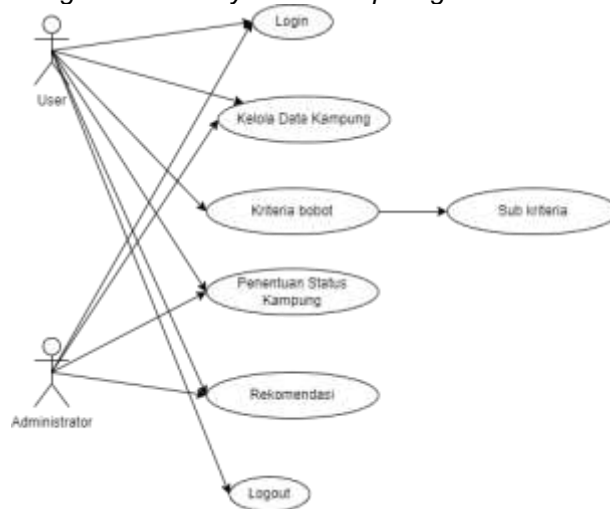 Login
User
Kelola Data Kampung
Kriteria bobot
Sub kriteria
Penentuan Status
Kampung
Rekomendasi
Administrator
Logout